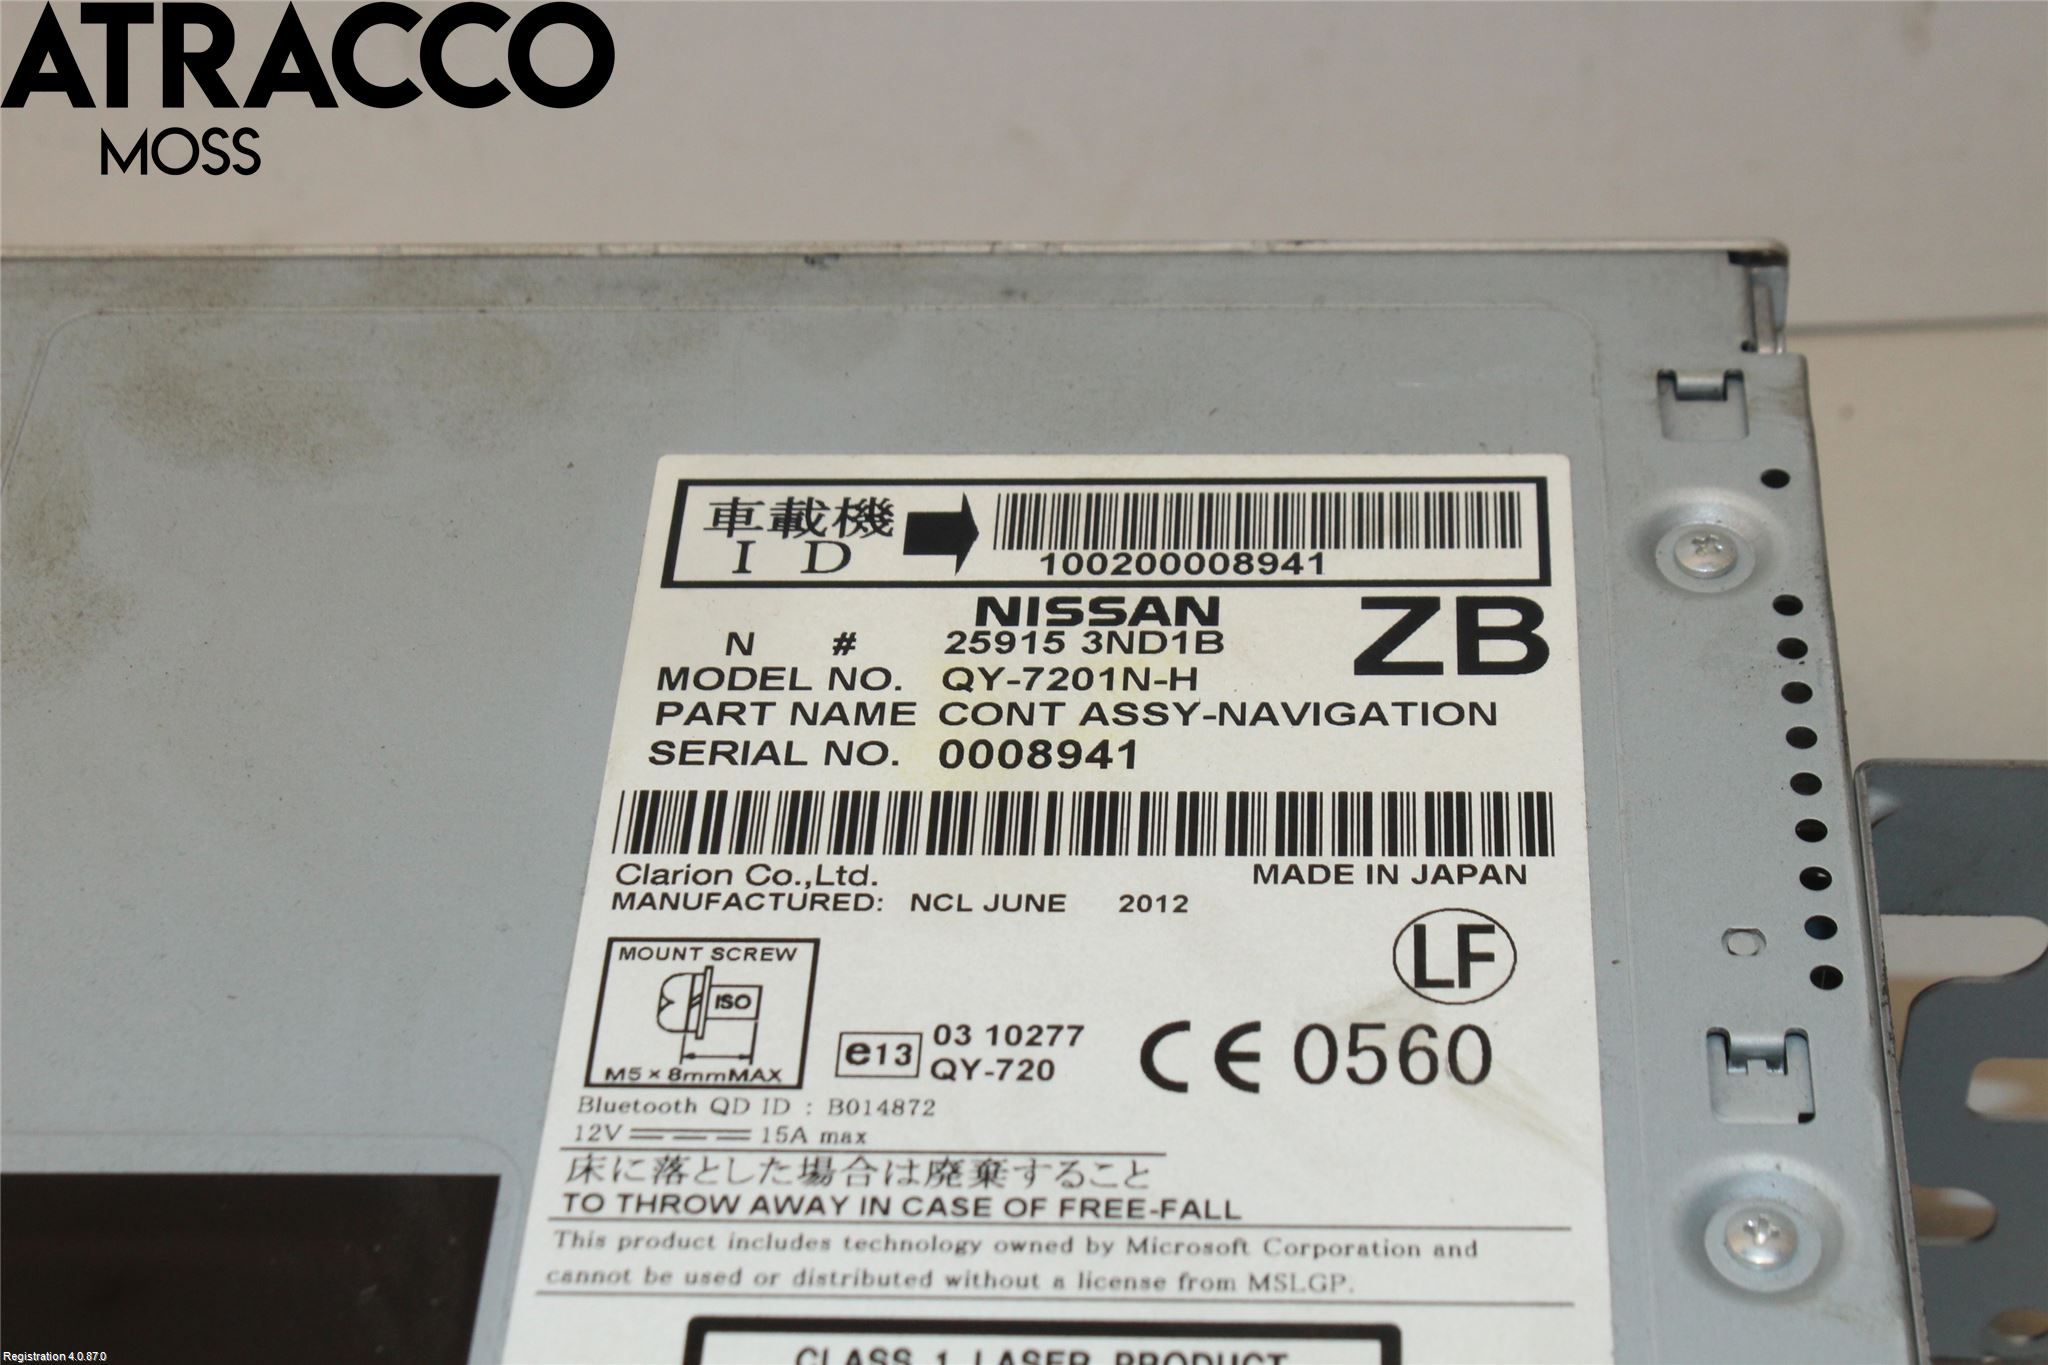 ATRACCO
MOSS
車載機
ID
100200008941
NISSAN
ZB
N # 25915 3ND1B
MODEL NO. QY-7201N-H
PART NAME CONT ASSY-NAVIGATION
SERIAL NO. 0008941
Clarion Co.,Ltd. MADE IN JAPAN
MANUFACTURED: NCL JUNE 2012
LF
MOUNT SCREW
ISO
M5 × 8mmMAX
e13 03 10277
QY-720
CE 0560
Bluetooth QD ID : B014872
12V 15A max
床に落とした場合は廃棄すること
TO THROW AWAY IN CASE OF FREE-FALL
This product includes technology owned by Microsoft Corporation and
cannot be used or distributed without a license from MSLGP.
CLASS 1 LASER PRODUCT
Registration 4.0.87.0